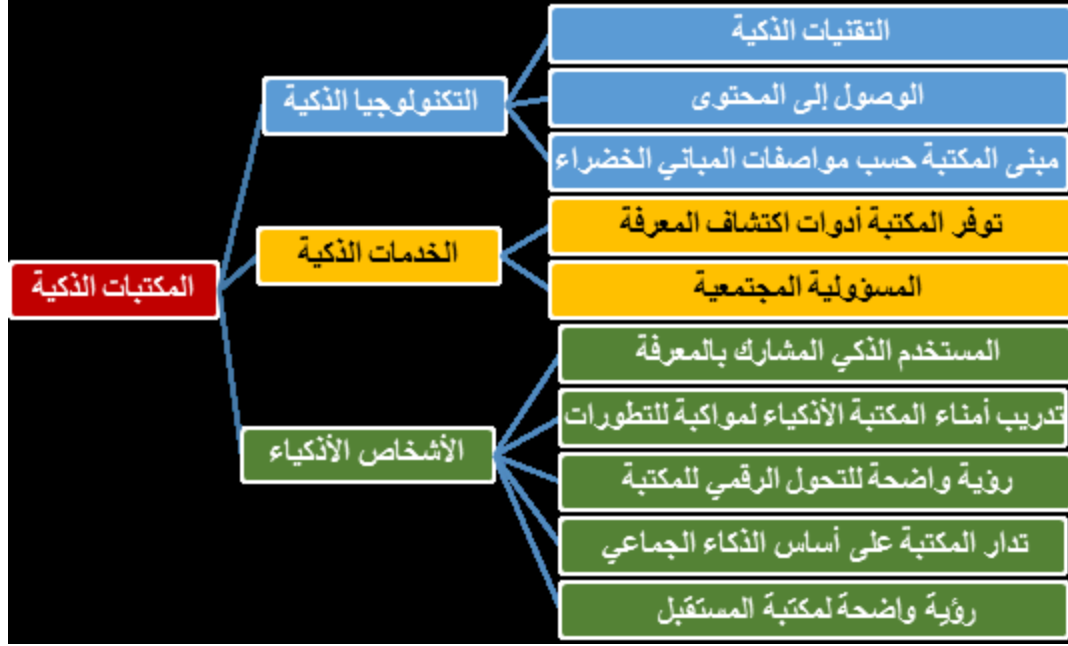 المكتبات الذكية
التكنولوجيا الذكية
التقنيات الذكية
الوصول إلى المحتوى
مبنى المكتبة حسب مواصفات المباني الخضراء
الخدمات الذكية
توفر المكتبة أدوات اكتشاف المعرفة
المسؤولية المجتمعية
الأشخاص الأذكياء
المستخدم الذكي المشارك بالمعرفة
تدريب أمناء المكتبة الأذكياء لمواكبة للتطورات
رؤية واضحة للتحول الرقمي للمكتبة
تدار المكتبة على أساس الذكاء الجماعي
رؤية واضحة لمكتبة المستقبل